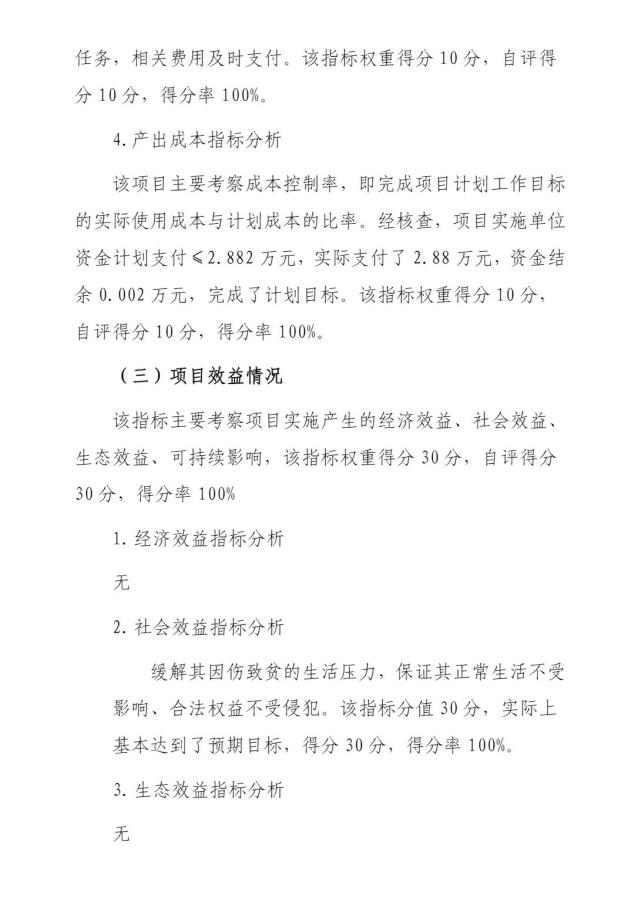 任务，相关费用及时支付。该指标权重得分 10 分，自评得
分 10 分，得分率 100%。
4.产出成本指标分析
该项目主要考察成本控制率，即完成项目计划工作目标
的实际使用成本与计划成本的比率。经核查，项目实施单位
资金计划支付≤2.882 万元，实际支付了 2.88 万元，资金结
余 0.002 万元，完成了计划目标。该指标权重得分 10 分，
自评得分 10 分，得分率 100%。
（三）项目效益情况
该指标主要考察项目实施产生的经济效益、社会效益、
生态效益、可持续影响，该指标权重得分 30 分，自评得分
30 分，得分率 100%
1.经济效益指标分析
无
2.社会效益指标分析
缓解其因伤致贫的生活压力，保证其正常生活不受
影响、合法权益不受侵犯。该指标分值 30 分，实际上
基本达到了预期目标，得分 30 分，得分率 100%。
3.生态效益指标分析
无